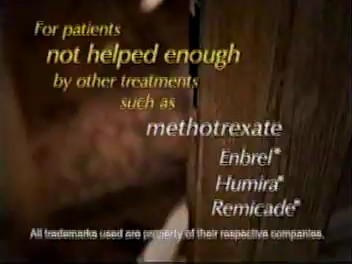 For patients
not helped enough
by other treatments
such as
methotrexate
Enbrel®
Humira®
Remicade®
All trademarks used are property of their respective companies.